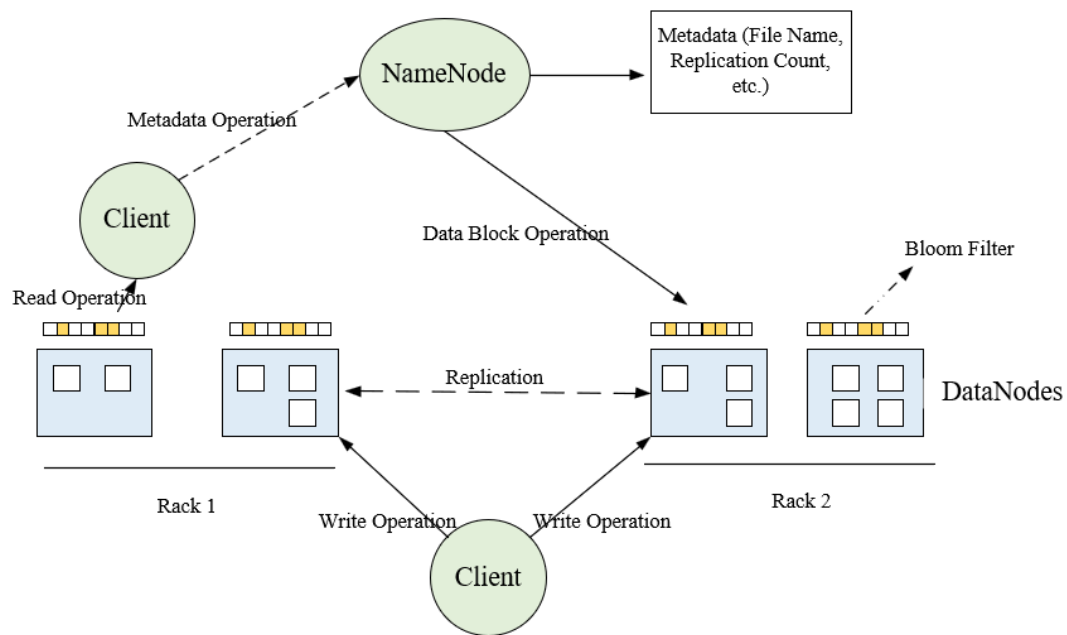 Metadata (File Name,
Replication Count,
etc.)
NameNode
Metadata Operation
Client
Data Block Operation
Bloom Filter
Read Operation
Replication
DataNodes
Rack 1
Rack 2
Write Operation
Write Operation
Client